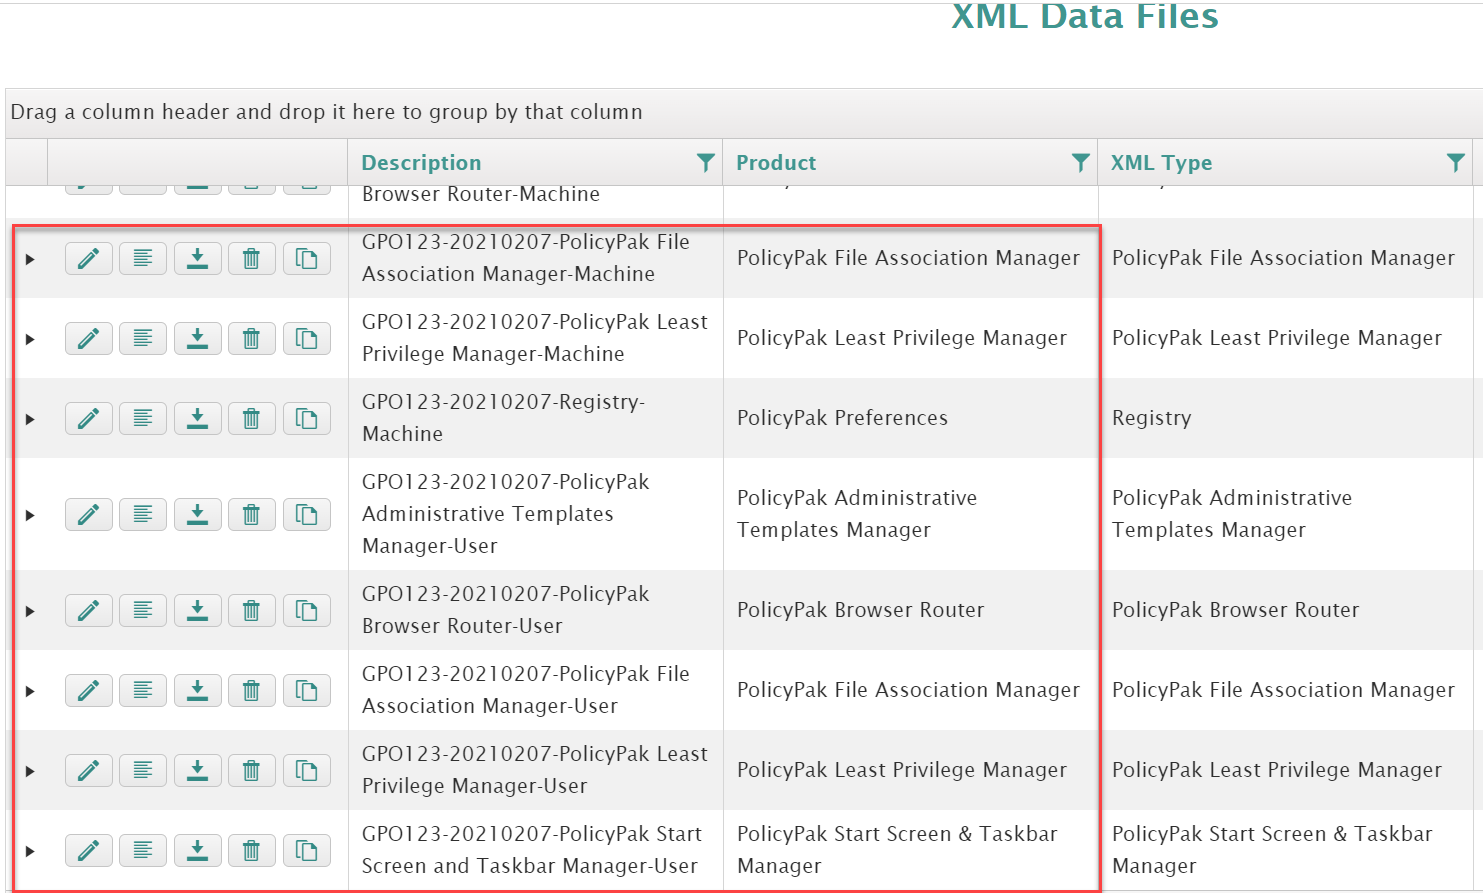 XML Data Files
Drag a column header and drop it here to group by that column
Description
Product
XML Type
Browser Router-Machine
GPO123-20210207-PolicyPak File
Association Manager-Machine
PolicyPak File Association Manager
PolicyPak File Association Manager
GPO123-20210207-PolicyPak Least
Privilege Manager-Machine
PolicyPak Least Privilege Manager
PolicyPak Least Privilege Manager
GPO123-20210207-Registry-
Machine
PolicyPak Preferences
Registry
GPO123-20210207-PolicyPak
Administrative Templates
Manager-User
PolicyPak Administrative
Templates Manager
PolicyPak Administrative
Templates Manager
GPO123-20210207-PolicyPak
Browser Router-User
PolicyPak Browser Router
PolicyPak Browser Router
GPO123-20210207-PolicyPak File
Association Manager-User
PolicyPak File Association Manager
PolicyPak File Association Manager
GPO123-20210207-PolicyPak Least
Privilege Manager-User
PolicyPak Least Privilege Manager
PolicyPak Least Privilege Manager
GPO123-20210207-PolicyPak Start
Screen and Taskbar Manager-User
PolicyPak Start Screen & Taskbar
Manager
PolicyPak Start Screen & Taskbar
Manager